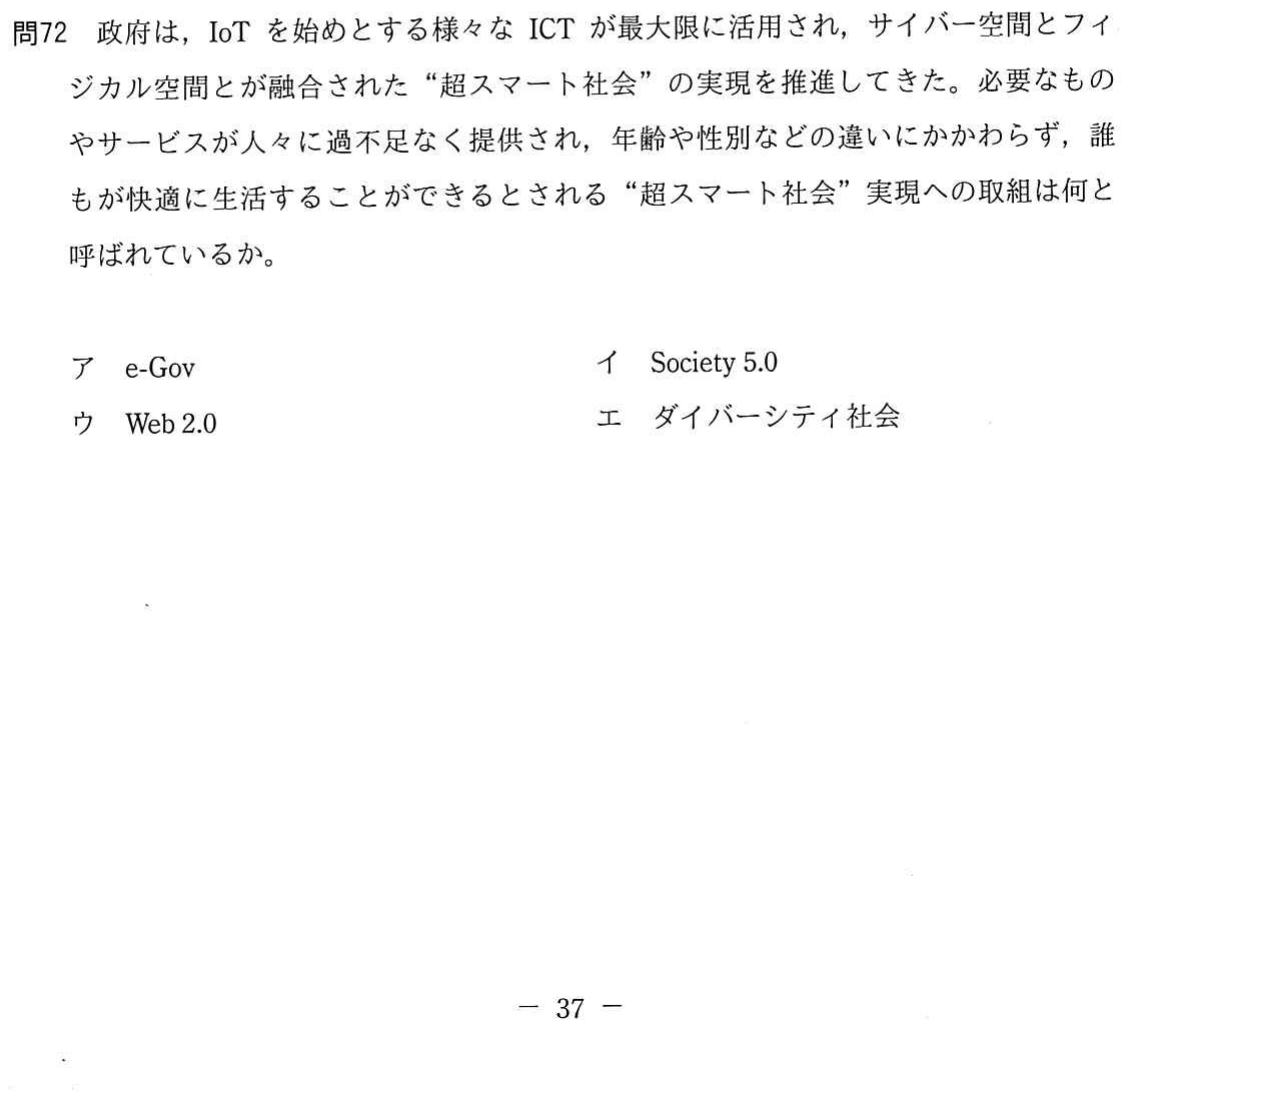 問72 政府は，IoT を始めとする様々な ICT が最大限に活用され，サイバー空間とフィ
ジカル空間とが融合された“超スマート社会”の実現を推進してきた。必要なもの
やサービスが人々に過不足なく提供され，年齢や性別などの違いにかかわらず，誰
もが快適に生活することができるとされる“超スマート社会”実現への取組は何と
呼ばれているか。
ア e-Gov
イ Society 5.0
ウ Web 2.0
エ ダイバーシティ社会
― 37 ―